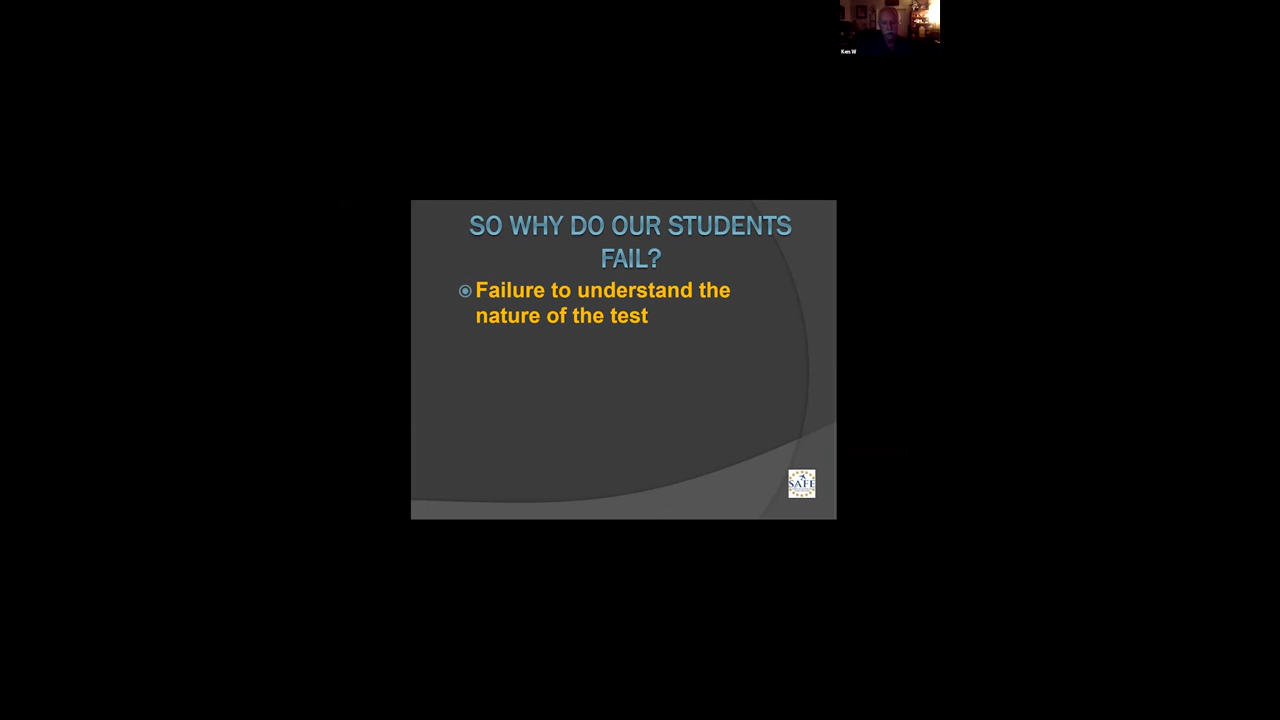 Ken W
SO WHY DO OUR STUDENTS
FAIL?
Failure to understand the
nature of the test
SAFE